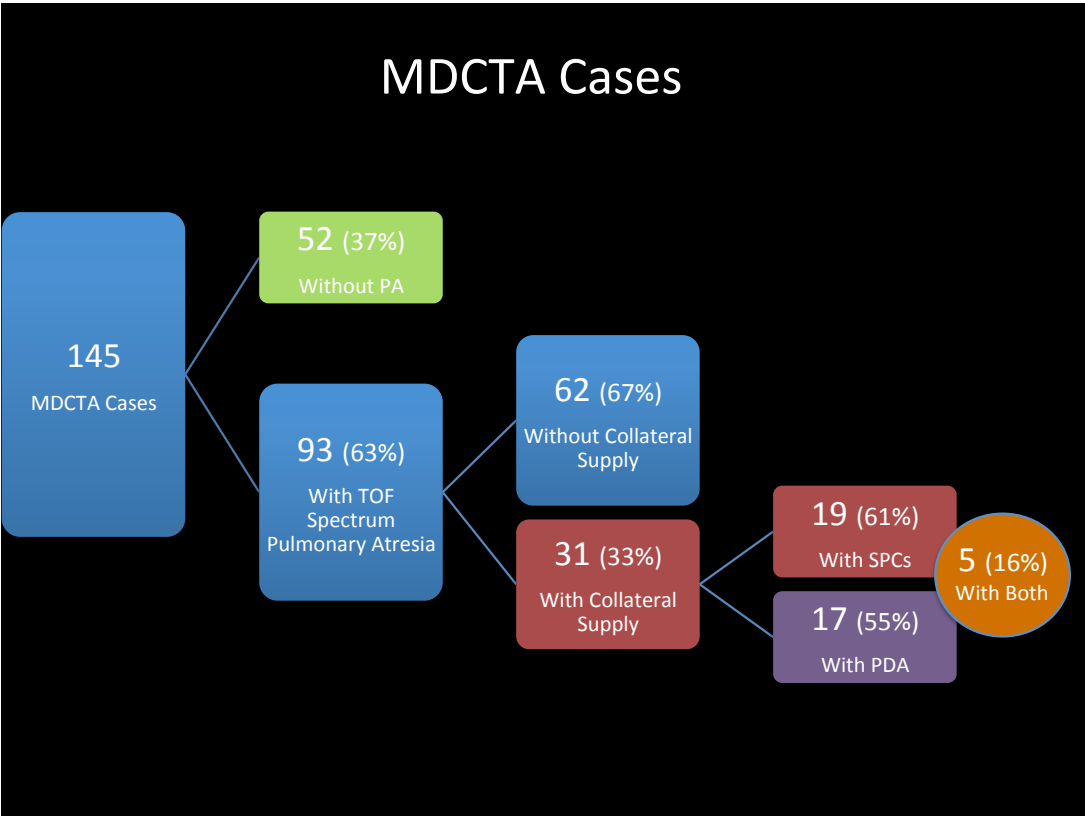 MDCTA Cases
145
MDCTA Cases
52 (37%)
Without PA
93 (63%)
With TOF
Spectrum
Pulmonary Atresia
62 (67%)
Without Collateral
Supply
31 (33%)
With Collateral
Supply
19 (61%)
With SPCs
17 (55%)
With PDA
5 (16%)
With Both